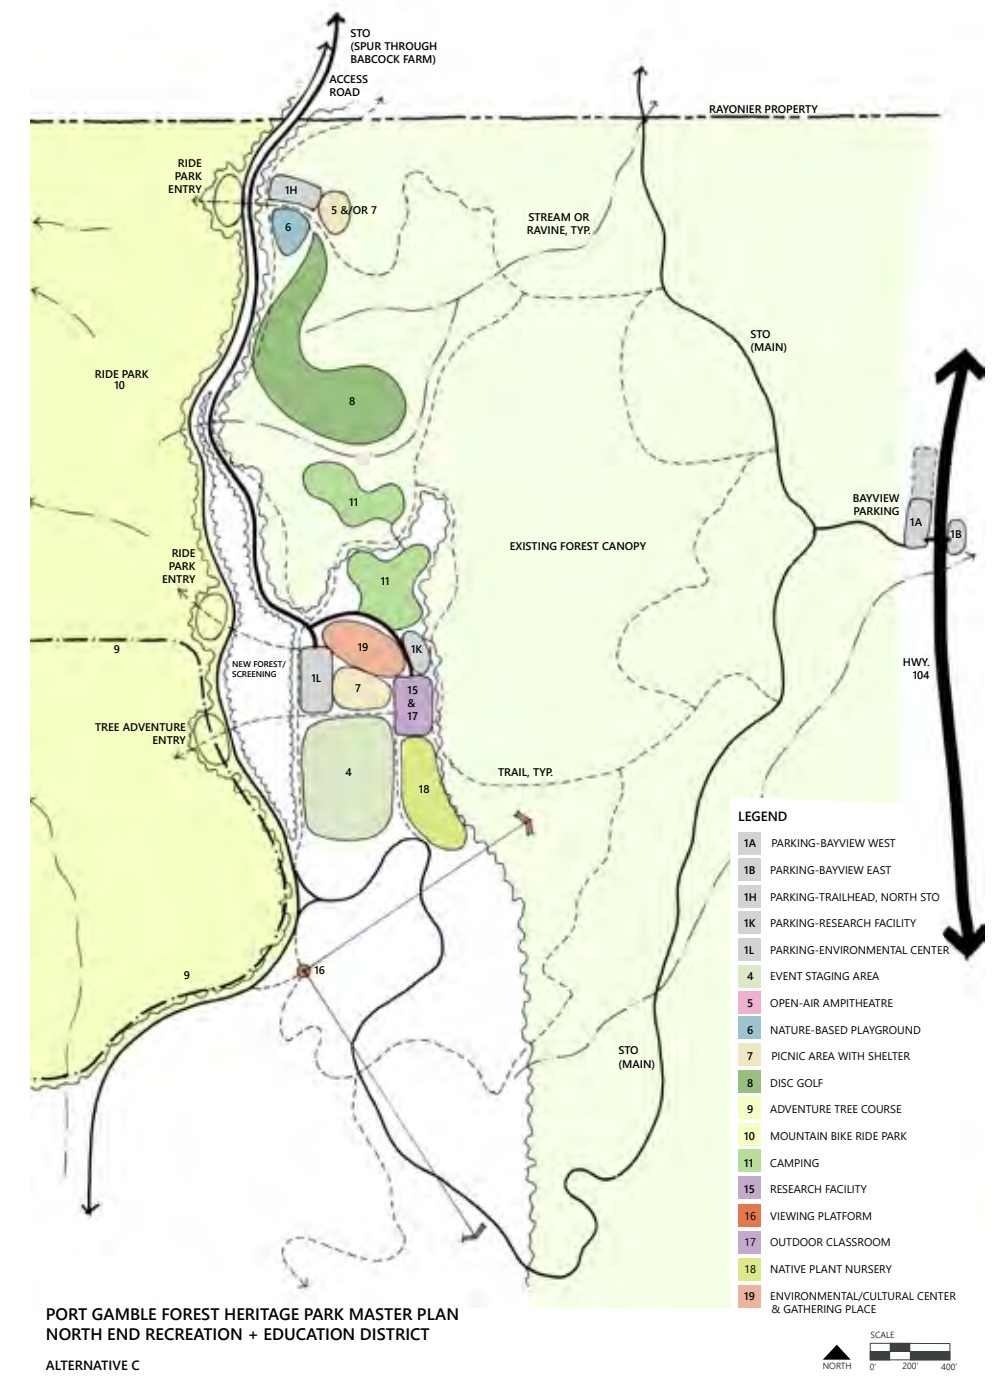 STO
(SPUR THROUGH
BABCOCK FARM)
ACCESS
ROAD
RAYONIER PROPERTY
RIDE
PARK
ENTRY
1H
5 &/OR 7
6
STREAM OR
RAVINE, TYP.
STO
(MAIN)
RIDE PARK
10
8
11
BAYVIEW
PARKING
1A
1B
EXISTING FOREST CANOPY
RIDE
PARK
ENTRY
11
9
19
1K
NEW FOREST/
SCREENING
HWY.
104
1L
7
15
&
17
TREE ADVENTURE
ENTRY
4
18
TRAIL, TYP.
9
16
STO
(MAIN)
LEGEND
1A PARKING-BAYVIEW WEST
1B PARKING-BAYVIEW EAST
1H PARKING-TRAILHEAD, NORTH STO
1K PARKING-RESEARCH FACILITY
1L PARKING-ENVIRONMENTAL CENTER
4 EVENT STAGING AREA
5 OPEN-AIR AMPITHEATRE
6 NATURE-BASED PLAYGROUND
7 PICNIC AREA WITH SHELTER
8 DISC GOLF
9 ADVENTURE TREE COURSE
10 MOUNTAIN BIKE RIDE PARK
11 CAMPING
15 RESEARCH FACILITY
16 VIEWING PLATFORM
17 OUTDOOR CLASSROOM
18 NATIVE PLANT NURSERY
19 ENVIRONMENTAL/CULTURAL CENTER
& GATHERING PLACE
PORT GAMBLE FOREST HERITAGE PARK MASTER PLAN
NORTH END RECREATION + EDUCATION DISTRICT
ALTERNATIVE C
NORTH
SCALE
0' 200' 400'